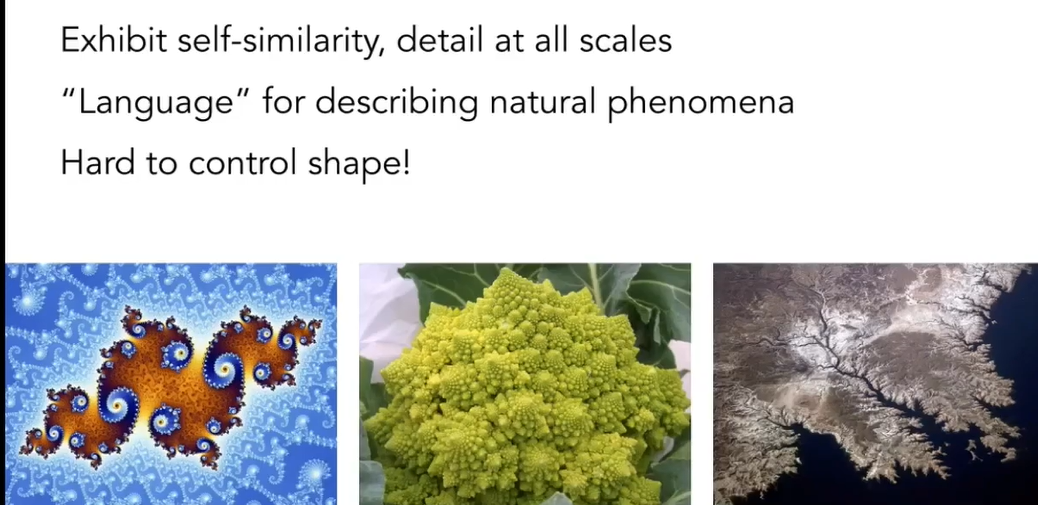 Exhibit self-similarity, detail at all scales
“Language” for describing natural phenomena
Hard to control shape!